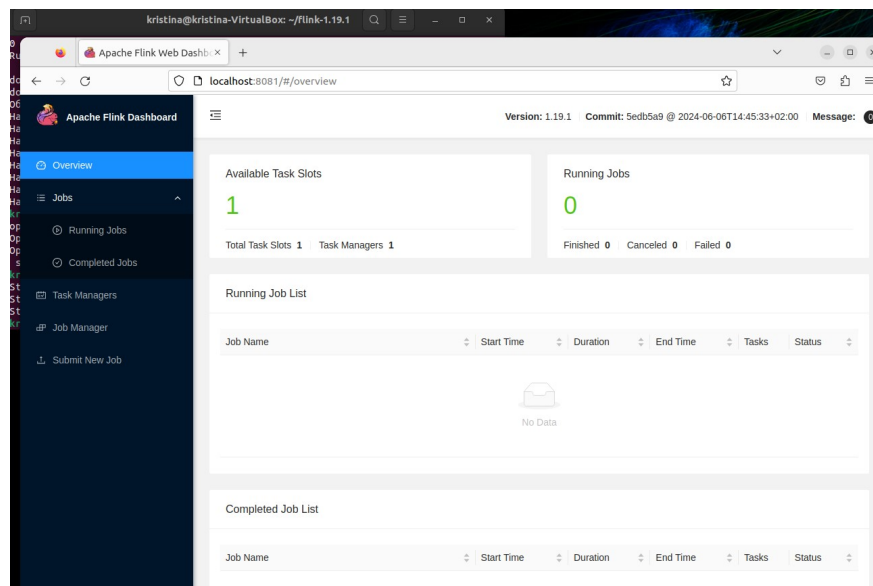 kristina@kristina-VirtualBox: ~/flink-1.19.1
Apache Flink Web Dashb
localhost:8081/#/overview
Apache Flink Dashboard
Version: 1.19.1 Commit: 5edb5a9 @ 2024-06-06T14:45:33+02:00 Message: 0
Overview
Jobs
Running Jobs
Completed Jobs
Task Managers
Job Manager
Submit New Job
Available Task Slots
1
Total Task Slots 1 Task Managers 1
Running Jobs
0
Finished 0 Canceled 0 Failed 0
Running Job List
Job Name Start Time Duration End Time Tasks Status
No Data
Completed Job List
Job Name Start Time Duration End Time Tasks Status